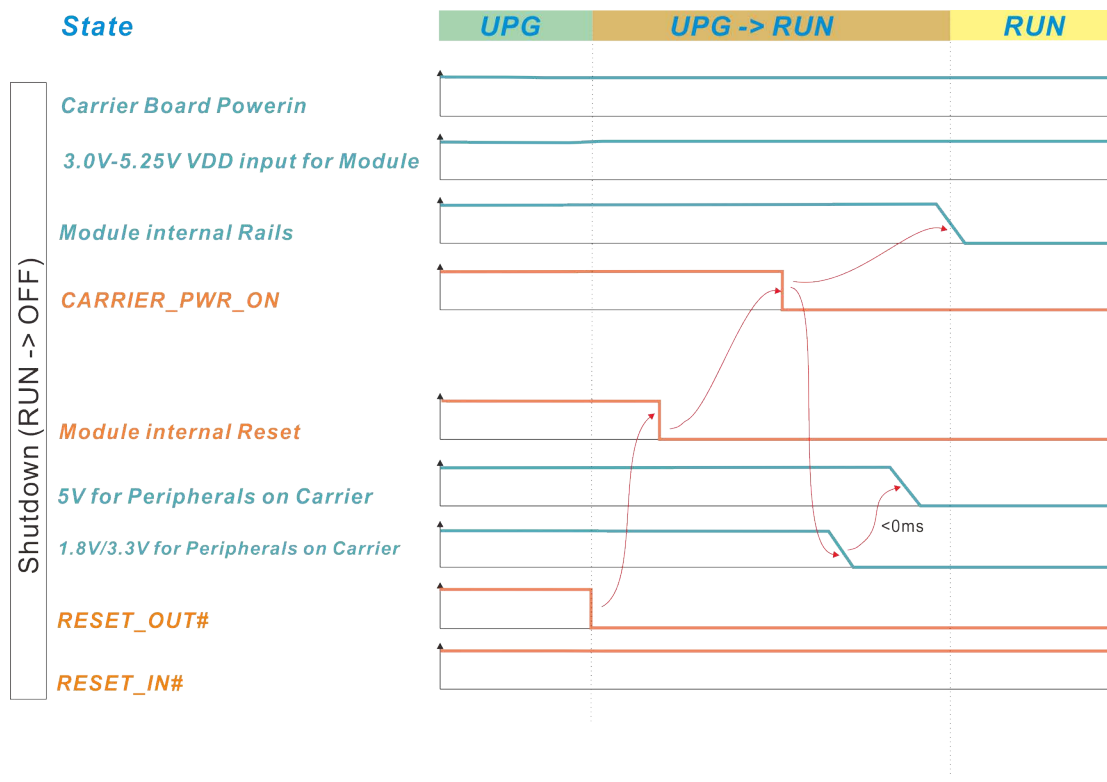 State UPG UPG -> RUN RUN
Shutdown (RUN -> OFF)
Carrier Board Powerin
3.0V-5.25V VDD input for Module
Module internal Rails
CARRIER_PWR_ON
Module internal Reset
5V for Peripherals on Carrier
<0ms
1.8V/3.3V for Peripherals on Carrier
RESET_OUT#
RESET_IN#